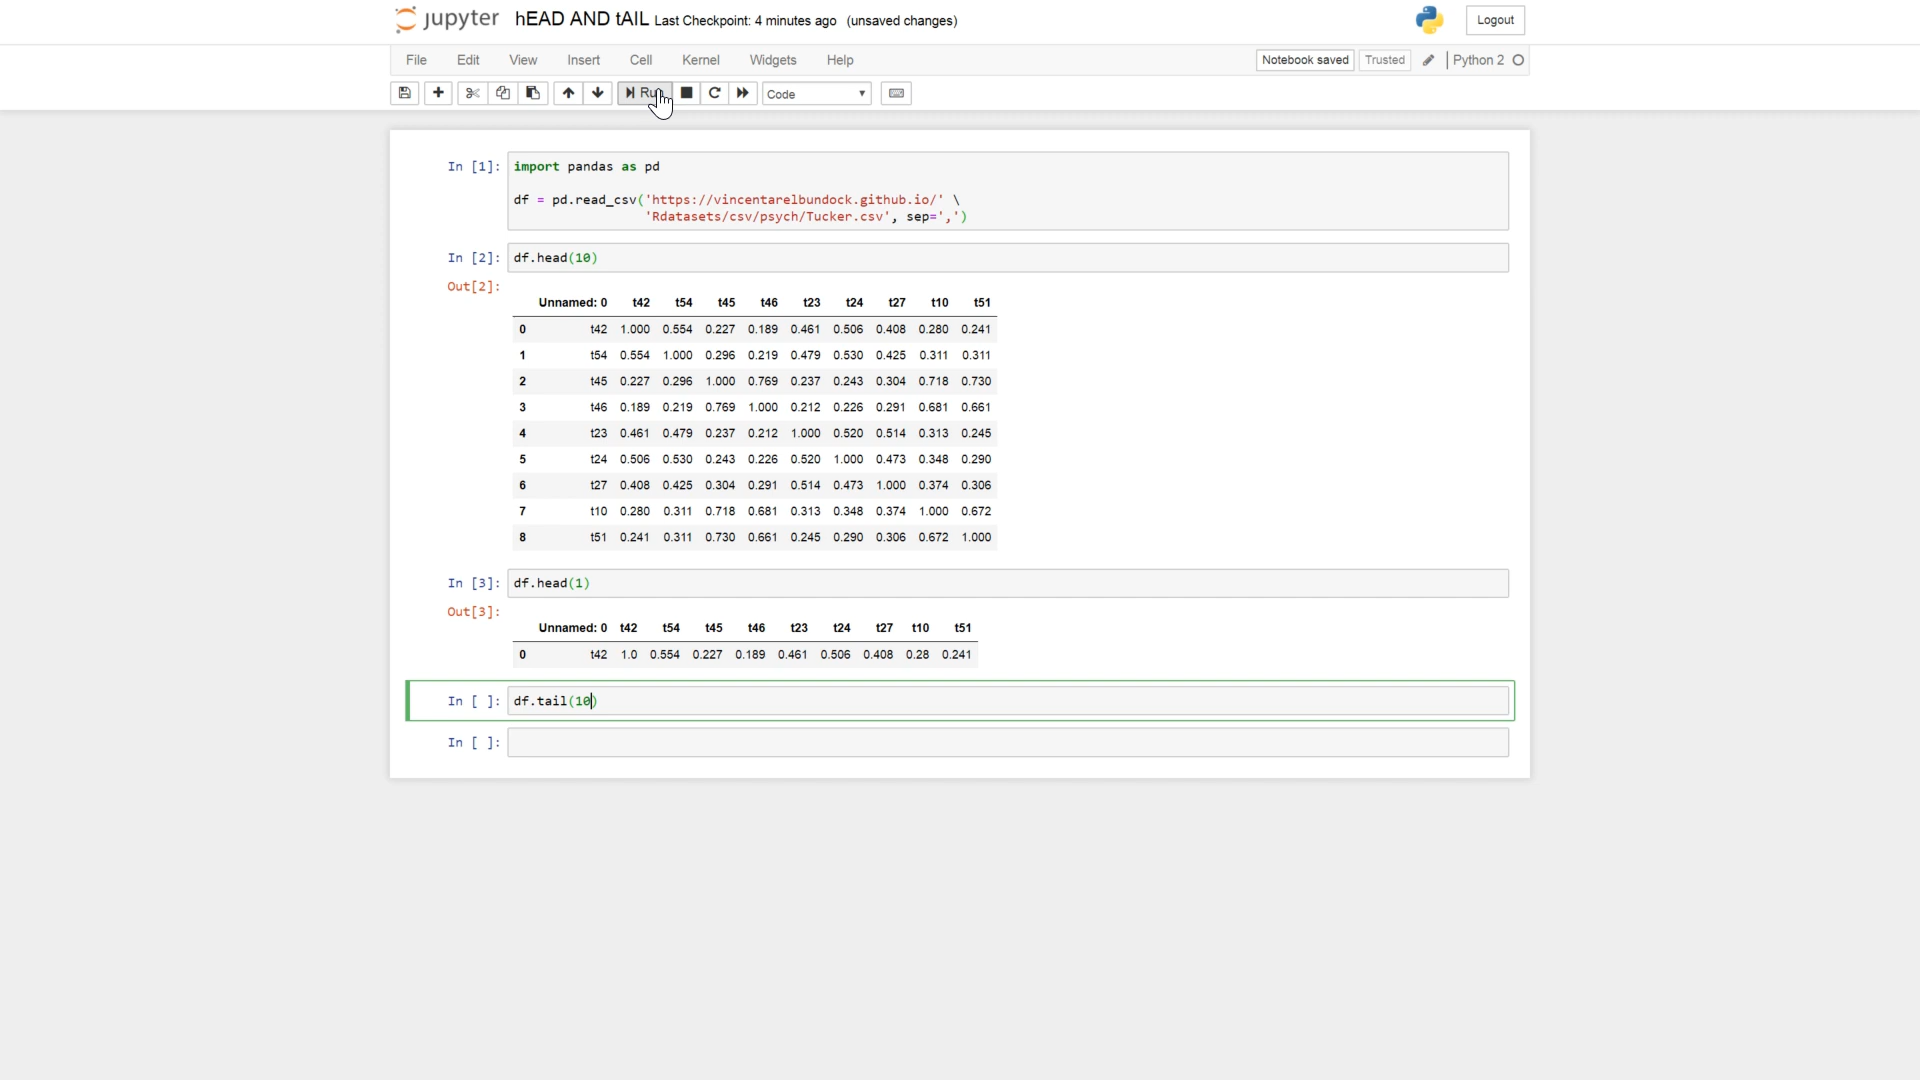 jupyter hEAD AND tAIL Last Checkpoint: 4 minutes ago (unsaved changes) Logout
File Edit View Insert Cell Kernel Widgets Help Notebook saved Trusted Python 2
Code
In [1]: import pandas as pd
df = pd.read_csv('https://vincentarelbundock.github.io/' \
'Rdatasets/csv/psych/Tucker.csv', sep=',')
In [2]: df.head(10)
Out[2]:
Unnamed: 0 t42 t54 t45 t46 t23 t24 t27 t10 t51
0 t42 1.000 0.554 0.227 0.189 0.461 0.506 0.408 0.280 0.241
1 t54 0.554 1.000 0.296 0.219 0.479 0.530 0.425 0.311 0.311
2 t45 0.227 0.296 1.000 0.769 0.237 0.243 0.304 0.718 0.730
3 t46 0.189 0.219 0.769 1.000 0.212 0.226 0.291 0.681 0.661
4 t23 0.461 0.479 0.237 0.212 1.000 0.520 0.514 0.313 0.245
5 t24 0.506 0.530 0.243 0.226 0.520 1.000 0.473 0.348 0.290
6 t27 0.408 0.425 0.304 0.291 0.514 0.473 1.000 0.374 0.306
7 t10 0.280 0.311 0.718 0.681 0.313 0.348 0.374 1.000 0.672
8 t51 0.241 0.311 0.730 0.661 0.245 0.290 0.306 0.672 1.000
In [3]: df.head(1)
Out[3]:
Unnamed: 0 t42 t54 t45 t46 t23 t24 t27 t10 t51
0 t42 1.0 0.554 0.227 0.189 0.461 0.506 0.408 0.28 0.241
In [ ]: df.tail(10)
In [ ]: